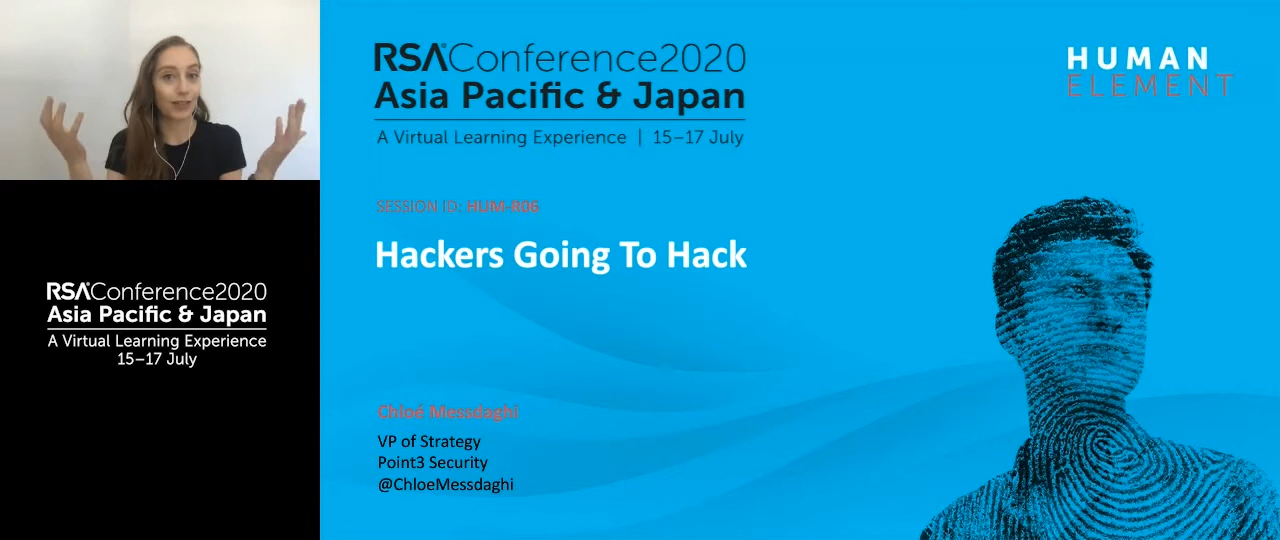 RSAConference2020
Asia Pacific & Japan
A Virtual Learning Experience | 15–17 July
HUMAN
ELEMENT
SESSION ID: HUM-R06
Hackers Going To Hack
RSAConference2020
Asia Pacific & Japan
A Virtual Learning Experience
15–17 July
Chloé Messdaghi
VP of Strategy
Point3 Security
@ChloeMessdaghi